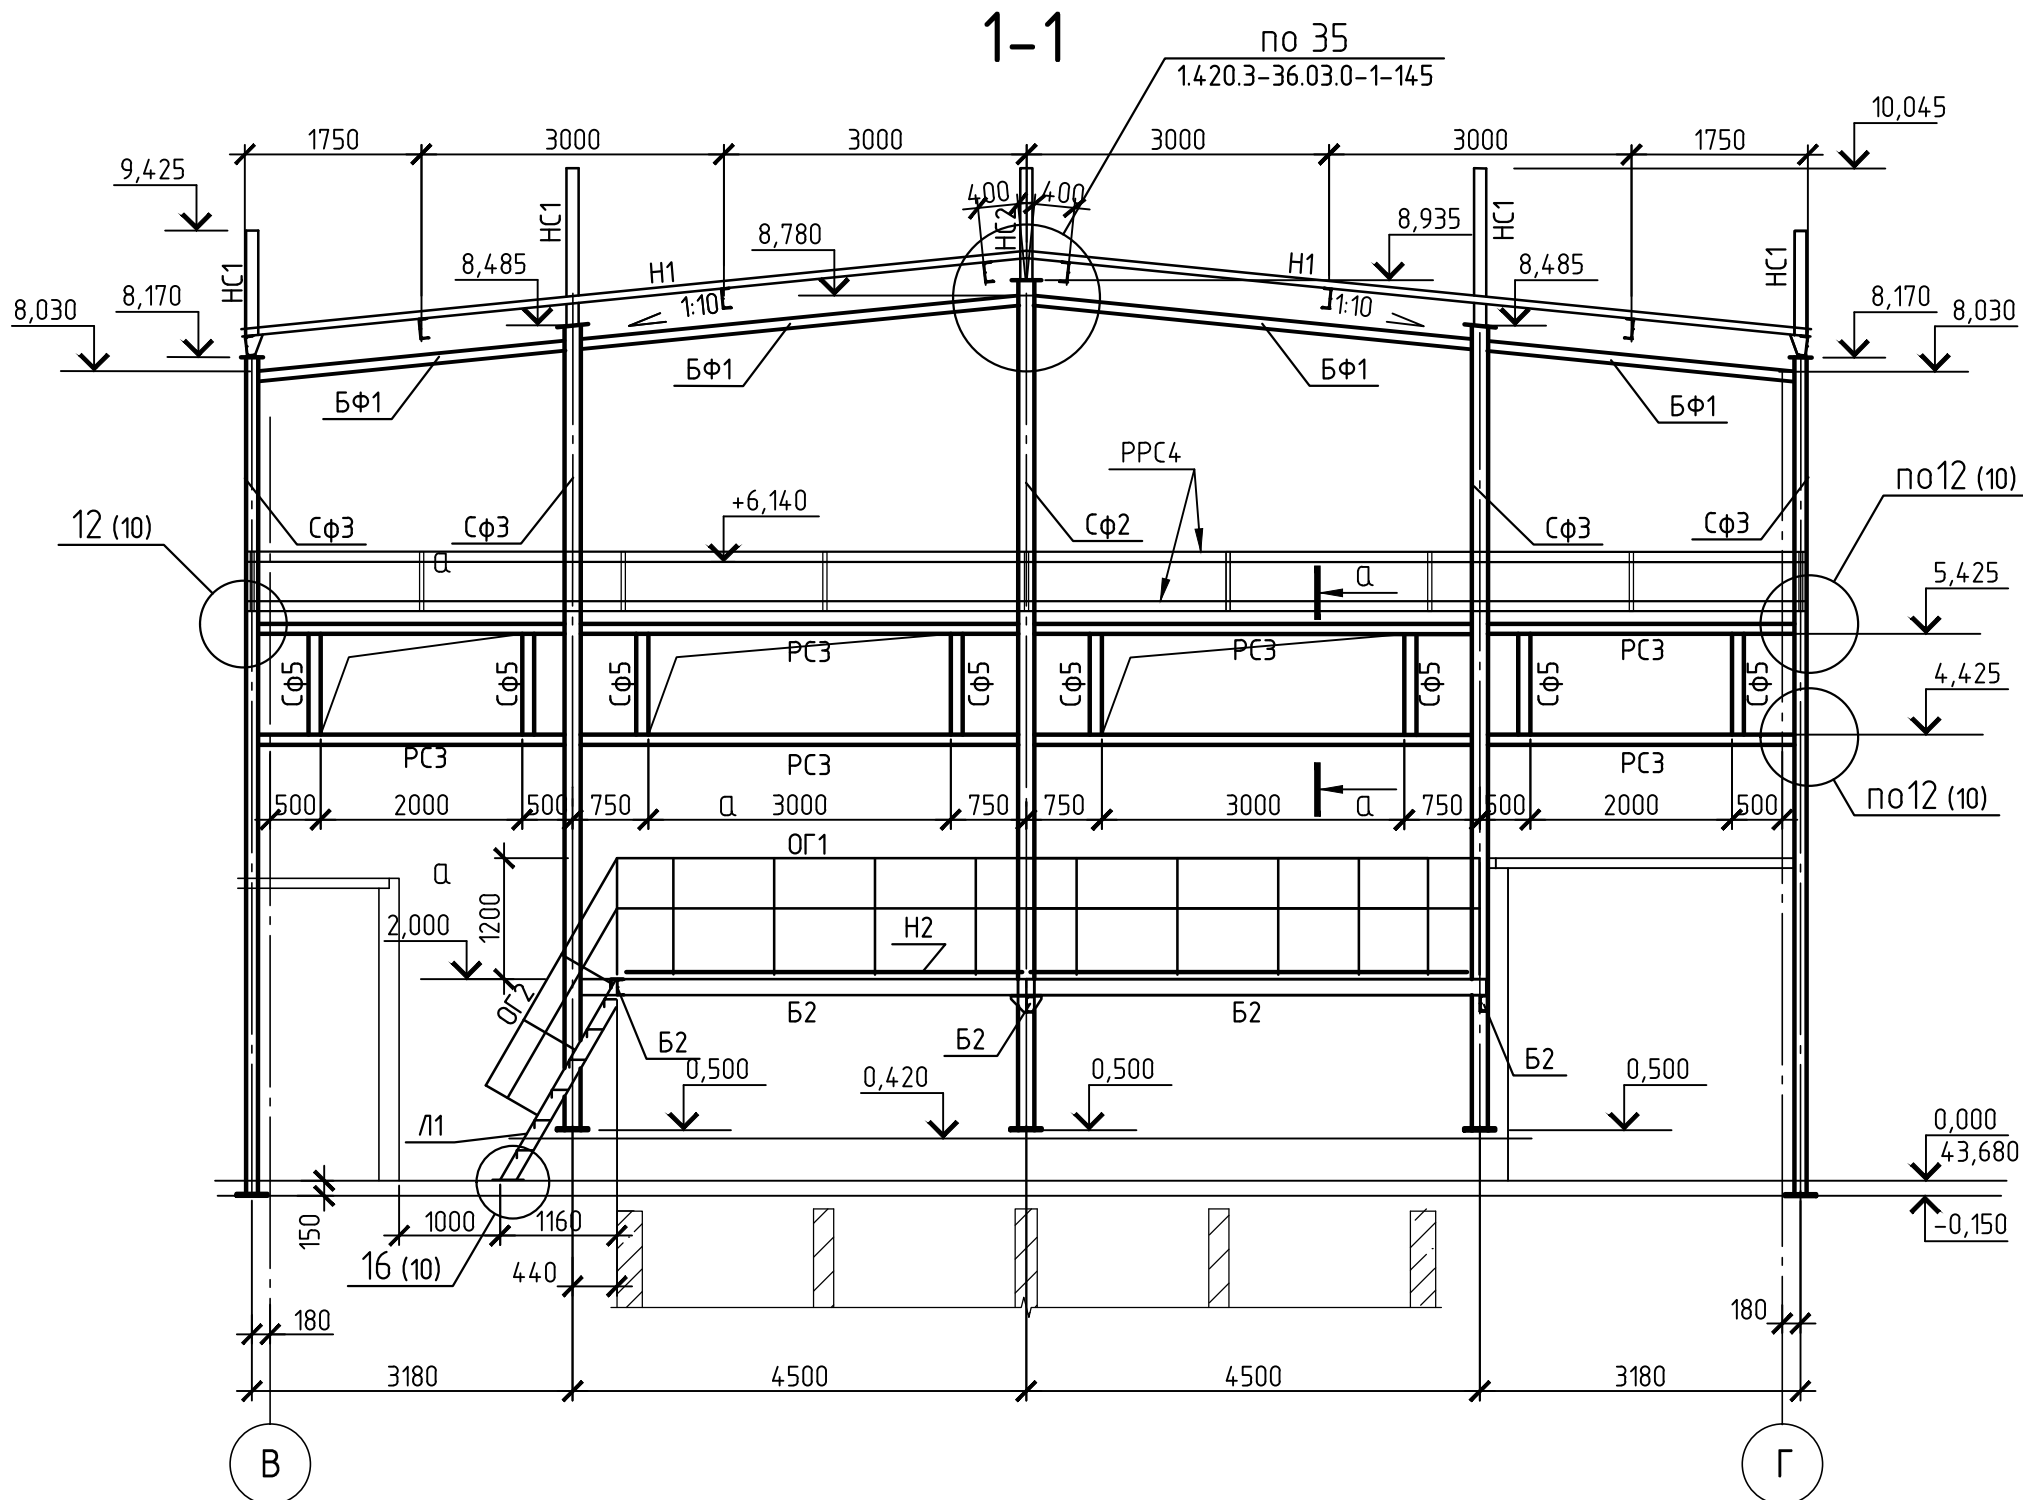 1-1
по 35
1.420.3-36.03.0-1-145
10,045
1750
3000
3000
3000
3000
1750
9,425
400
400
НС1
НС1
НС2
НС1
НС1
8,780
8,935
8,485
Н1
Н1
8,485
8,030
8,170
1:10
1:10
8,170
8,030
БФ1
БФ1
БФ1
БФ1
РРС4
по12 (10)
+6,140
12 (10)
Сф3
Сф3
Сф2
Сф3
Сф3
а
а
5,425
РС3
РС3
РС3
Сф5
Сф5
Сф5
Сф5
Сф5
Сф5
Сф5
Сф5
4,425
РС3
РС3
РС3
500
2000
500
750
а
3000
750
750
3000
а
750
500
2000
500
по12 (10)
ОГ1
а
1200
2,000
Н2
ОГ2
Б2
Б2
Б2
Б2
Б2
0,500
0,420
0,500
0,500
Л1
0,000
43,680
150
1000
1160
-0,150
16 (10)
440
180
180
3180
4500
4500
3180
В
Г